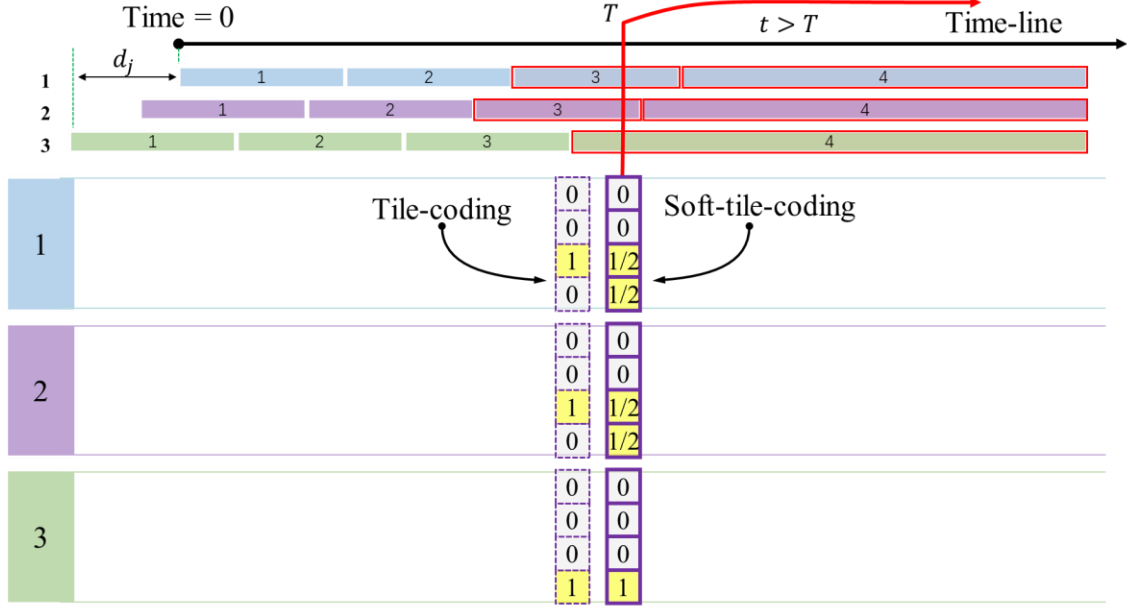 Time = 0
T
t > T
Time-line
d_j
1 1 2 3 4
2 1 2 3 4
3 1 2 3 4
Tile-coding
Soft-tile-coding
1
0 0
0 0
1 1/2
0 1/2
2
0 0
0 0
1 1/2
0 1/2
3
0 0
0 0
0 0
1 1